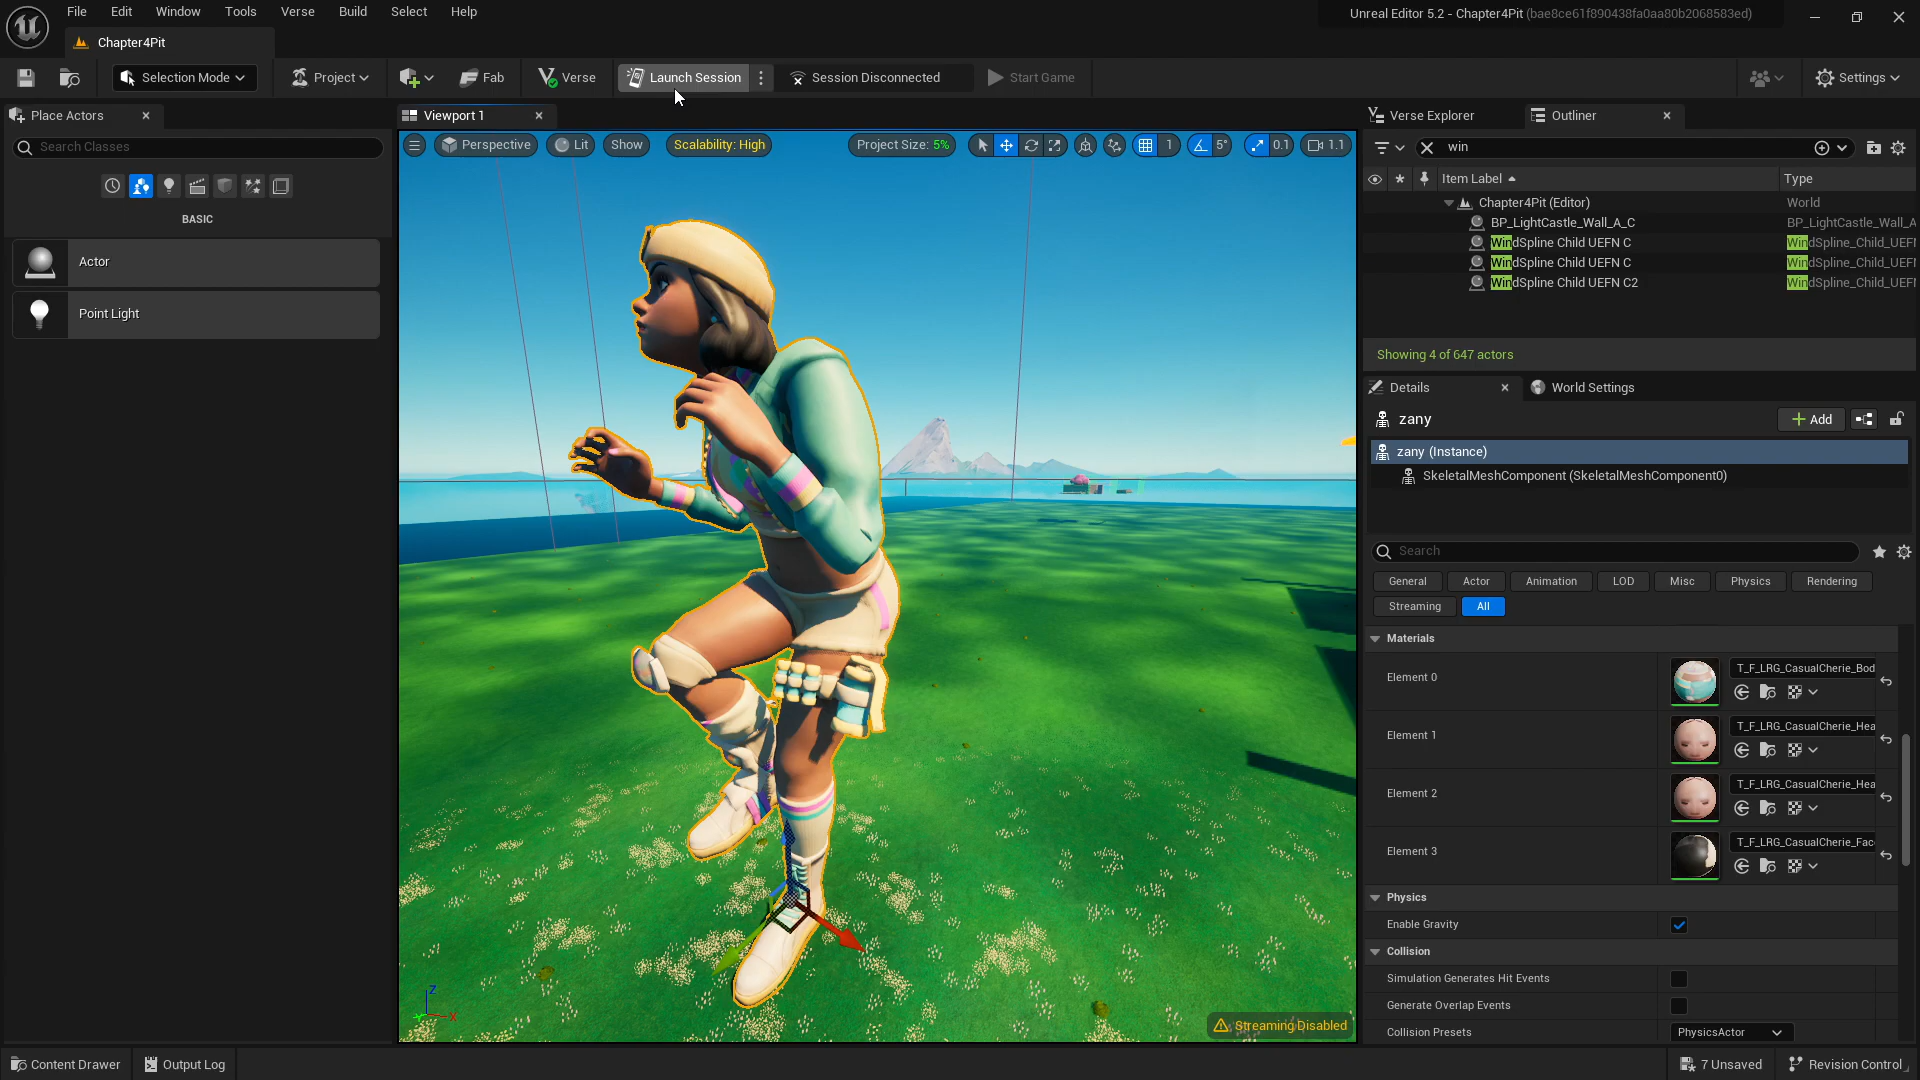 File Edit Window Tools Verse Build Select Help
Unreal Editor 5.2 - Chapter4Pit (bae8ce61f890438fa0aa80b2068583ed)
Chapter4Pit
Selection Mode Project Fab Verse Launch Session Session Disconnected Start Game Settings
Place Actors
Search Classes
BASIC
Actor
Point Light
Viewport 1
Perspective Lit Show Scalability: High Project Size: 5% 1 5° 0.1 1.1
Z
X
Streaming Disabled
Verse Explorer Outliner
win
Item Label Type
Chapter4Pit (Editor) World
BP_LightCastle_Wall_A_C BP_LightCastle_Wall_A
WindSpline Child UEFN C WindSpline_Child_UEFN
WindSpline Child UEFN C WindSpline_Child_UEFN
WindSpline Child UEFN C2 WindSpline_Child_UEFN
Showing 4 of 647 actors
Details World Settings
zany Add
zany (Instance)
SkeletalMeshComponent (SkeletalMeshComponent0)
Search
General Actor Animation LOD Misc Physics Rendering
Streaming All
Materials
Element 0 T_F_LRG_CasualCherie_Bod
Element 1 T_F_LRG_CasualCherie_Hea
Element 2 T_F_LRG_CasualCherie_Hea
Element 3 T_F_LRG_CasualCherie_Fac
Physics
Enable Gravity
Collision
Simulation Generates Hit Events
Generate Overlap Events
Collision Presets PhysicsActor
Content Drawer Output Log 7 Unsaved Revision Control